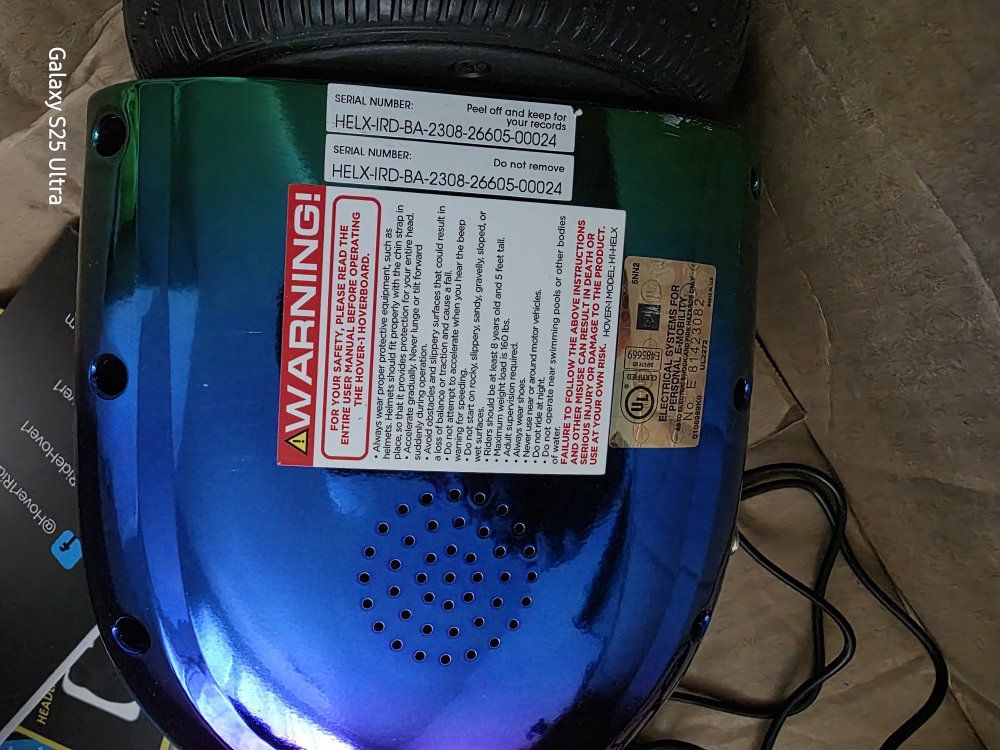 Galaxy S25 Ultra
SERIAL NUMBER:
Peel off and keep for
your records
HELX-IRD-BA-2308-26605-00024
SERIAL NUMBER:
Do not remove
HELX-IRD-BA-2308-26605-00024
WARNING!
FOR YOUR SAFETY, PLEASE READ THE
ENTIRE USER MANUAL BEFORE OPERATING
THE HOVER-1 HOVERBOARD.
• Always wear proper protective equipment, such as
helmets. Helmets should fit properly with the chin strap in
place, so that it provides protection for your entire head.
• Accelerate gradually. Never lunge or tilt forward
suddenly during operation.
• Avoid obstacles and slippery surfaces that could result in
a loss of balance or traction and cause a fall.
• Do not attempt to accelerate when you hear the beep
warning for speeding.
• Do not start on rocky, slippery, sandy, gravelly, sloped, or
wet surfaces.
• Riders should be at least 8 years old and 5 feet tall.
• Maximum weight load is 160 lbs.
• Adult supervision required.
• Always wear shoes.
• Never use near or around motor vehicles.
• Do not ride at night.
• Do not operate near swimming pools or other bodies
of water.
FAILURE TO FOLLOW THE ABOVE INSTRUCTIONS
AND OTHER MISUSE CAN RESULT IN DEATH OR
SERIOUS INJURY OR DAMAGE TO THE PRODUCT.
USE AT YOUR OWN RISK.
HOVER-1 MODEL: H1-HELX
5NN2
UL
CERTIFIED
SAFETY US
E485669
ELECTRICAL SYSTEMS FOR
PERSONAL E-MOBILITY
UL2272
No. E 81423082
@Hover1Rid
RideHover1
over1
HEAD